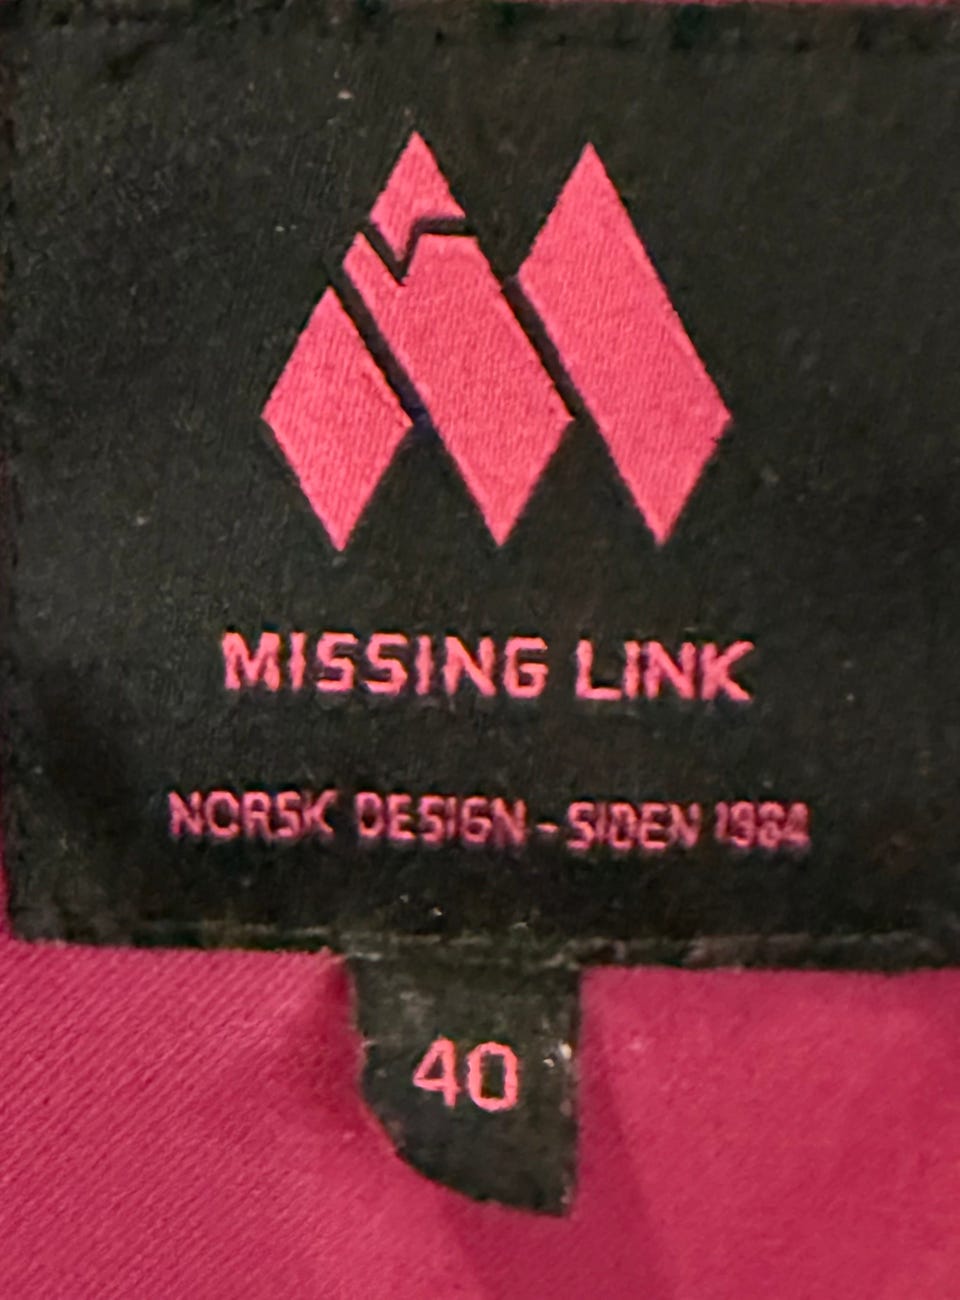 MISSING LINK
NORSK DESIGN - SIDEN 1984
40